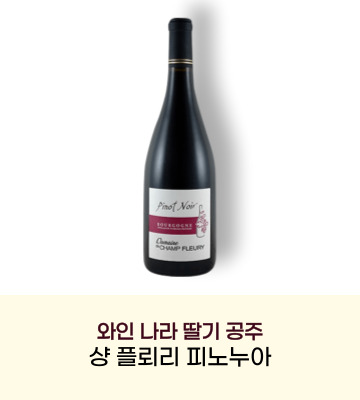 Pinot Noir
BOURGOGNE
Domaine
de CHAMP FLEURY
와인 나라 딸기 공주
샹 플뢰리 피노누아